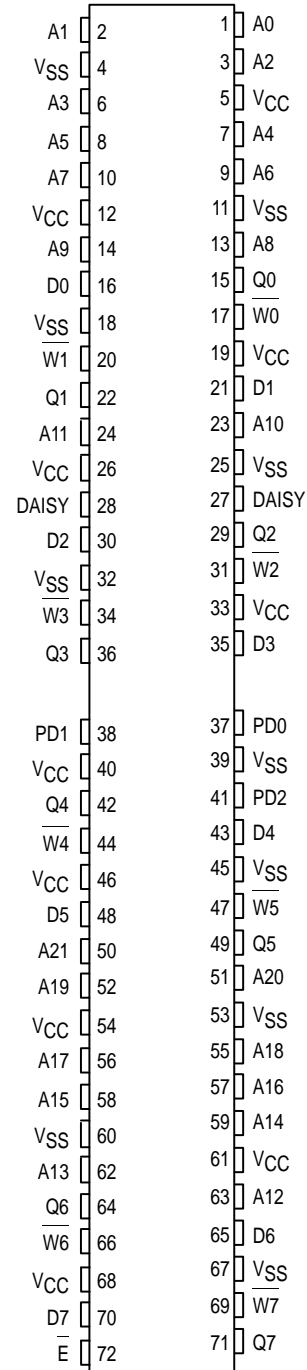 A1 2 1 A0
VSS 4 3 A2
A3 6 5 VCC
A5 8 7 A4
A7 10 9 A6
VCC 12 11 VSS
A9 14 13 A8
D0 16 15 Q0
VSS 18 17 W0
W1 20 19 VCC
Q1 22 21 D1
A11 24 23 A10
VCC 26 25 VSS
DAISY 28 27 DAISY
D2 30 29 Q2
VSS 32 31 W2
W3 34 33 VCC
Q3 36 35 D3
PD1 38 37 PD0
VCC 40 39 VSS
Q4 42 41 PD2
W4 44 43 D4
VCC 46 45 VSS
D5 48 47 W5
A21 50 49 Q5
A19 52 51 A20
VCC 54 53 VSS
A17 56 55 A18
A15 58 57 A16
VSS 60 59 A14
A13 62 61 VCC
Q6 64 63 A12
W6 66 65 D6
VCC 68 67 VSS
D7 70 69 W7
E 72 71 Q7